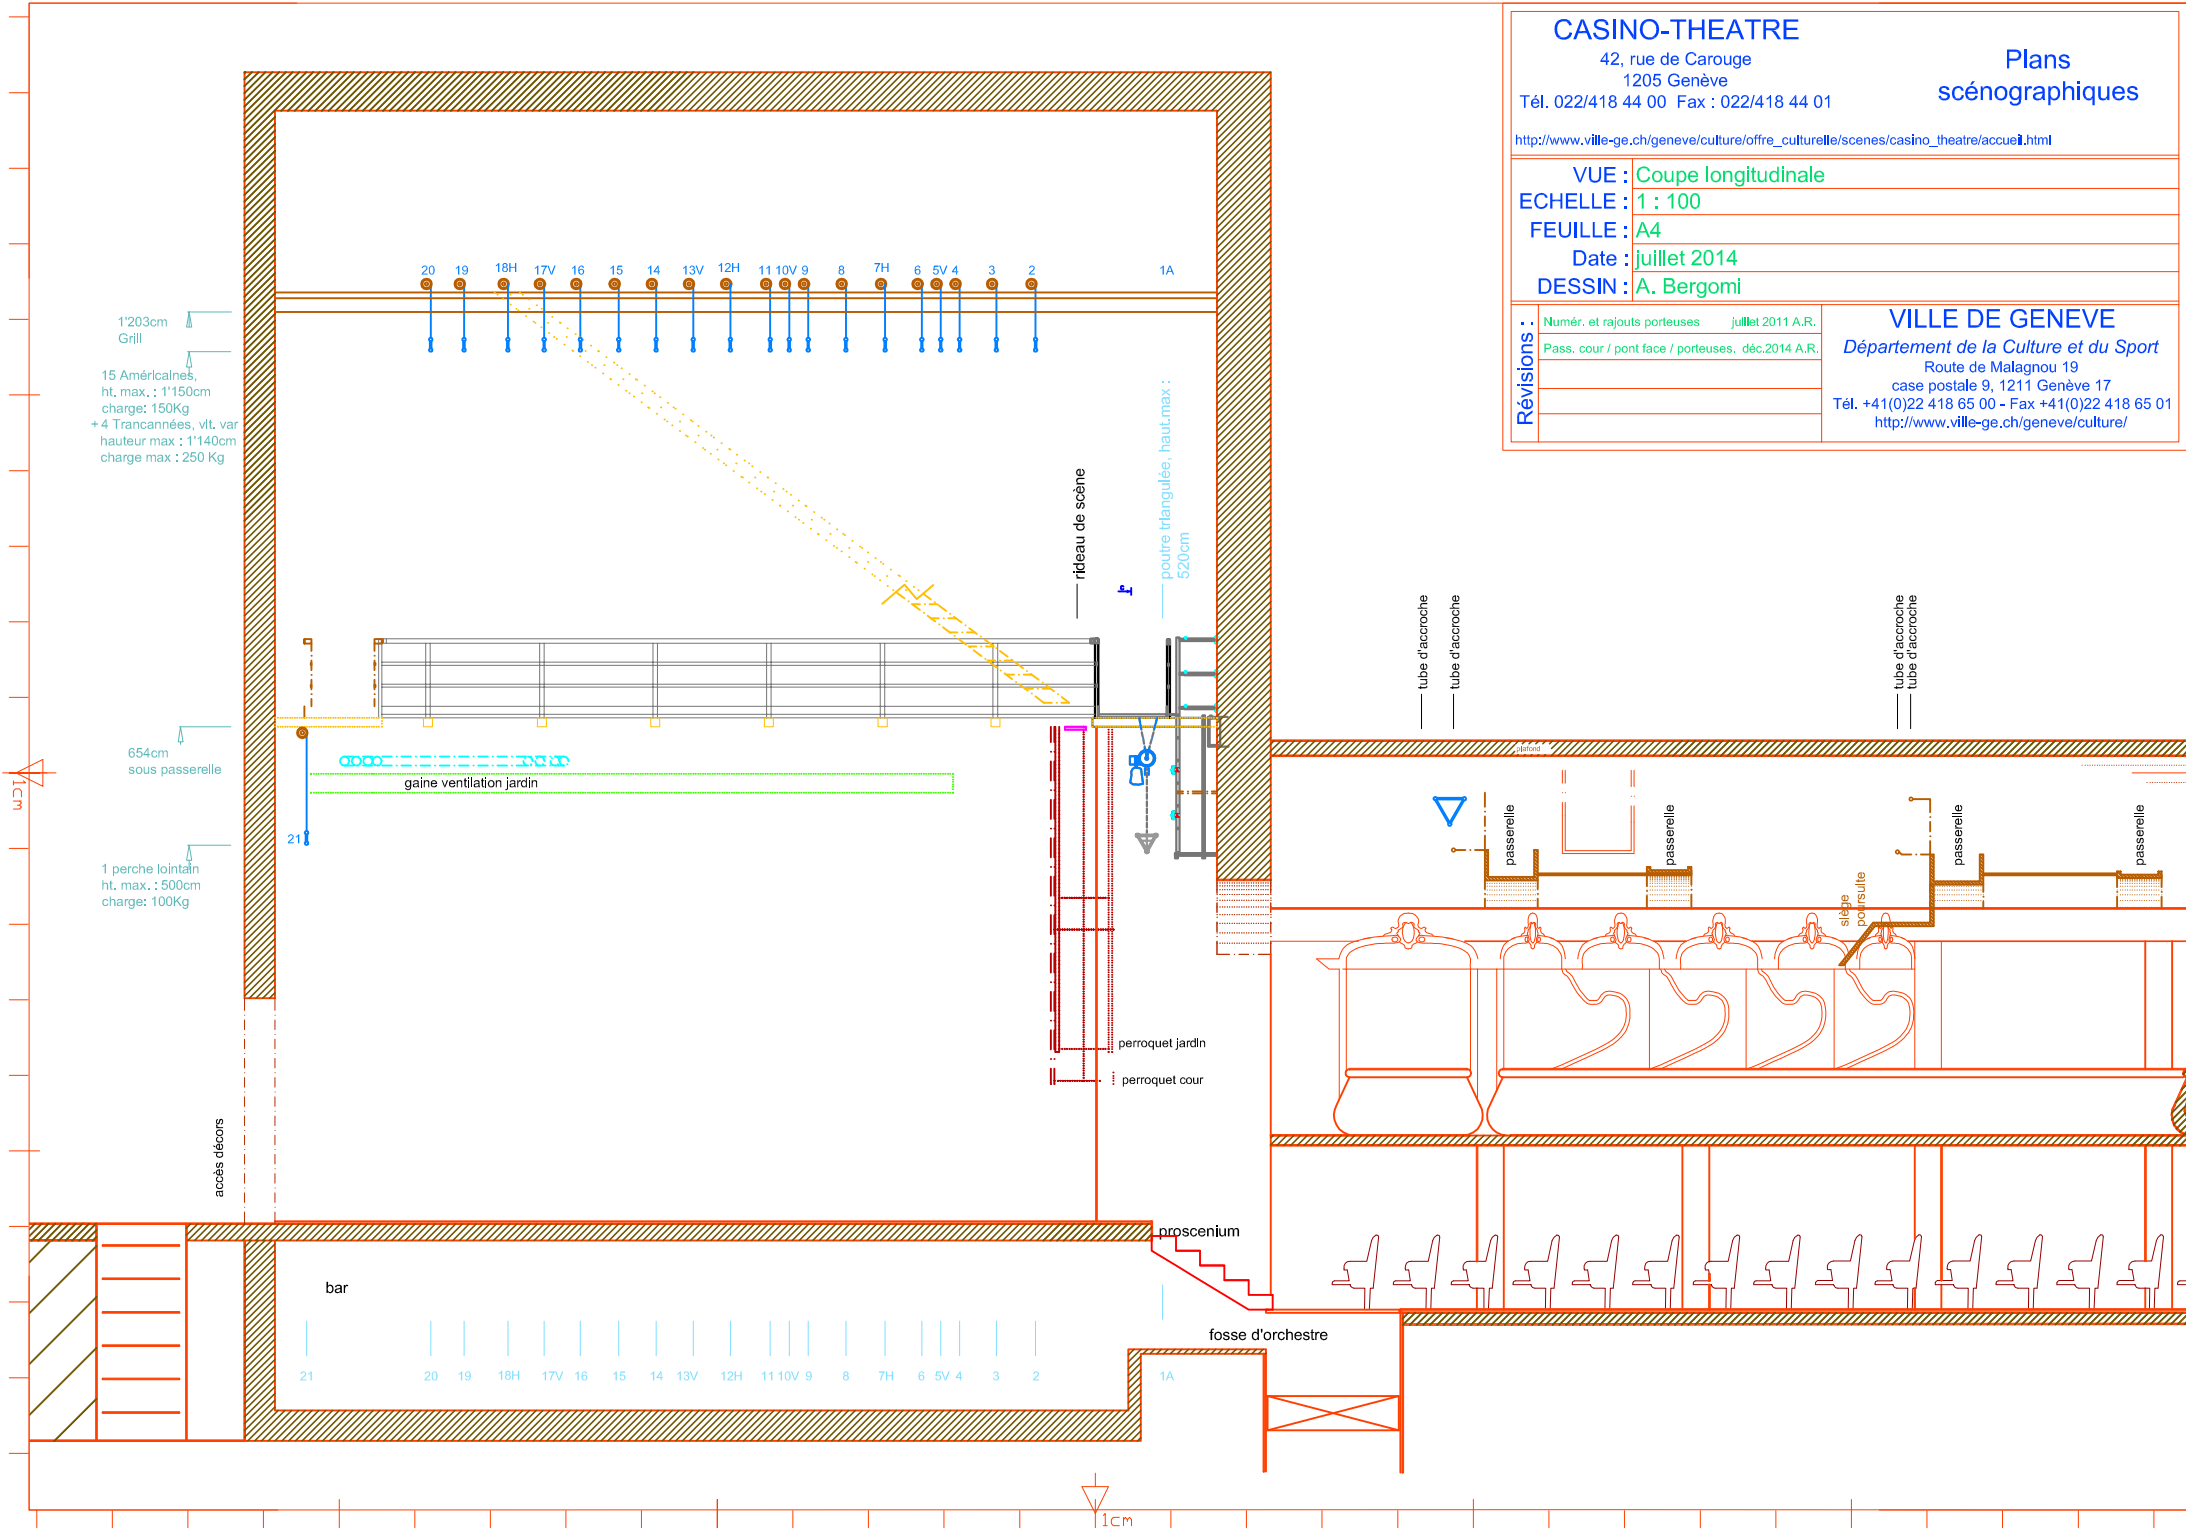 CASINO-THEATRE
42, rue de Carouge
1205 Genève
Tél. 022/418 44 00 Fax : 022/418 44 01
Plans
scénographiques
http://www.ville-ge.ch/geneve/culture/offre_culturelle/scenes/casino_theatre/accueil.html
VUE : Coupe longitudinale
ECHELLE : 1 : 100
FEUILLE : A4
Date : juillet 2014
DESSIN : A. Bergomi
Révisions :
Numér. et rajouts porteuses juillet 2011 A.R.
Pass. cour / pont face / porteuses, déc.2014 A.R.
VILLE DE GENEVE
Département de la Culture et du Sport
Route de Malagnou 19
case postale 9, 1211 Genève 17
Tél. +41(0)22 418 65 00 - Fax +41(0)22 418 65 01
http://www.ville-ge.ch/geneve/culture/
20 19 18H 17V 16 15 14 13V 12H 11 10V 9 8 7H 6 5V 4 3 2 1A
1'203cm
Grill
15 Américaines,
ht. max. : 1'150cm
charge: 150Kg
+ 4 Trancannées, vit. var
hauteur max : 1'140cm
charge max : 250 Kg
rideau de scène
poutre triangulée, haut.max :
520cm
tube d'accroche
tube d'accroche
tube d'accroche
tube d'accroche
654cm
sous passerelle
plafond
gaine ventilation jardin
1cm
21
1 perche lointain
ht. max. : 500cm
charge: 100Kg
passerelle
passerelle
passerelle
passerelle
siège
poursuite
perroquet jardin
perroquet cour
accès décors
proscenium
bar
fosse d'orchestre
21 20 19 18H 17V 16 15 14 13V 12H 11 10V 9 8 7H 6 5V 4 3 2 1A
1cm